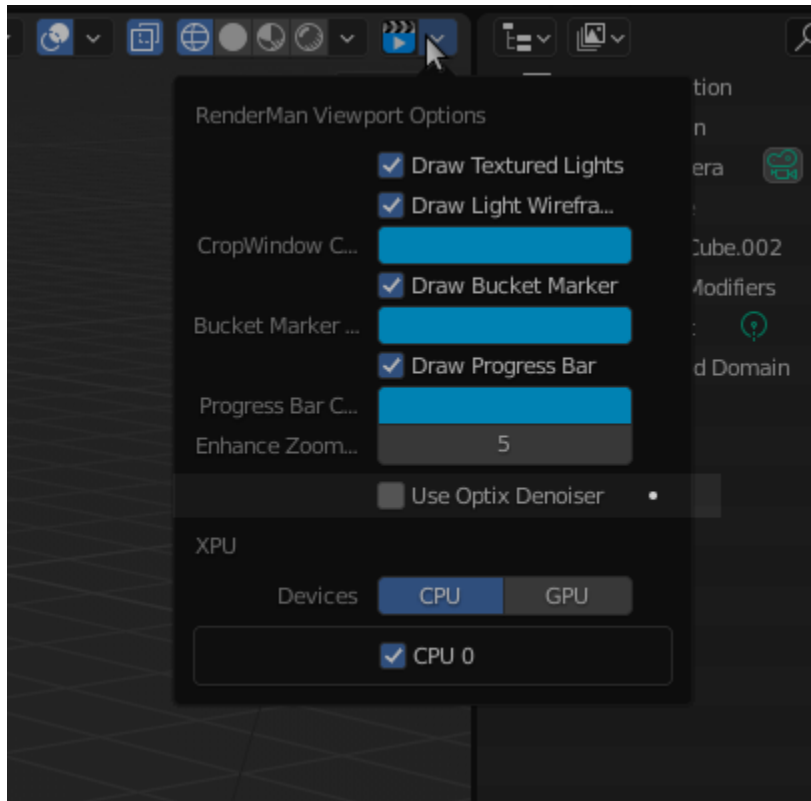 RenderMan Viewport Options
Draw Textured Lights
Draw Light Wirefra...
CropWindow C...
Draw Bucket Marker
Bucket Marker ...
Draw Progress Bar
Progress Bar C...
Enhance Zoom... 5
Use Optix Denoiser
XPU
Devices CPU GPU
CPU 0
tion
n
era
Cube.002
Modifiers
d Domain